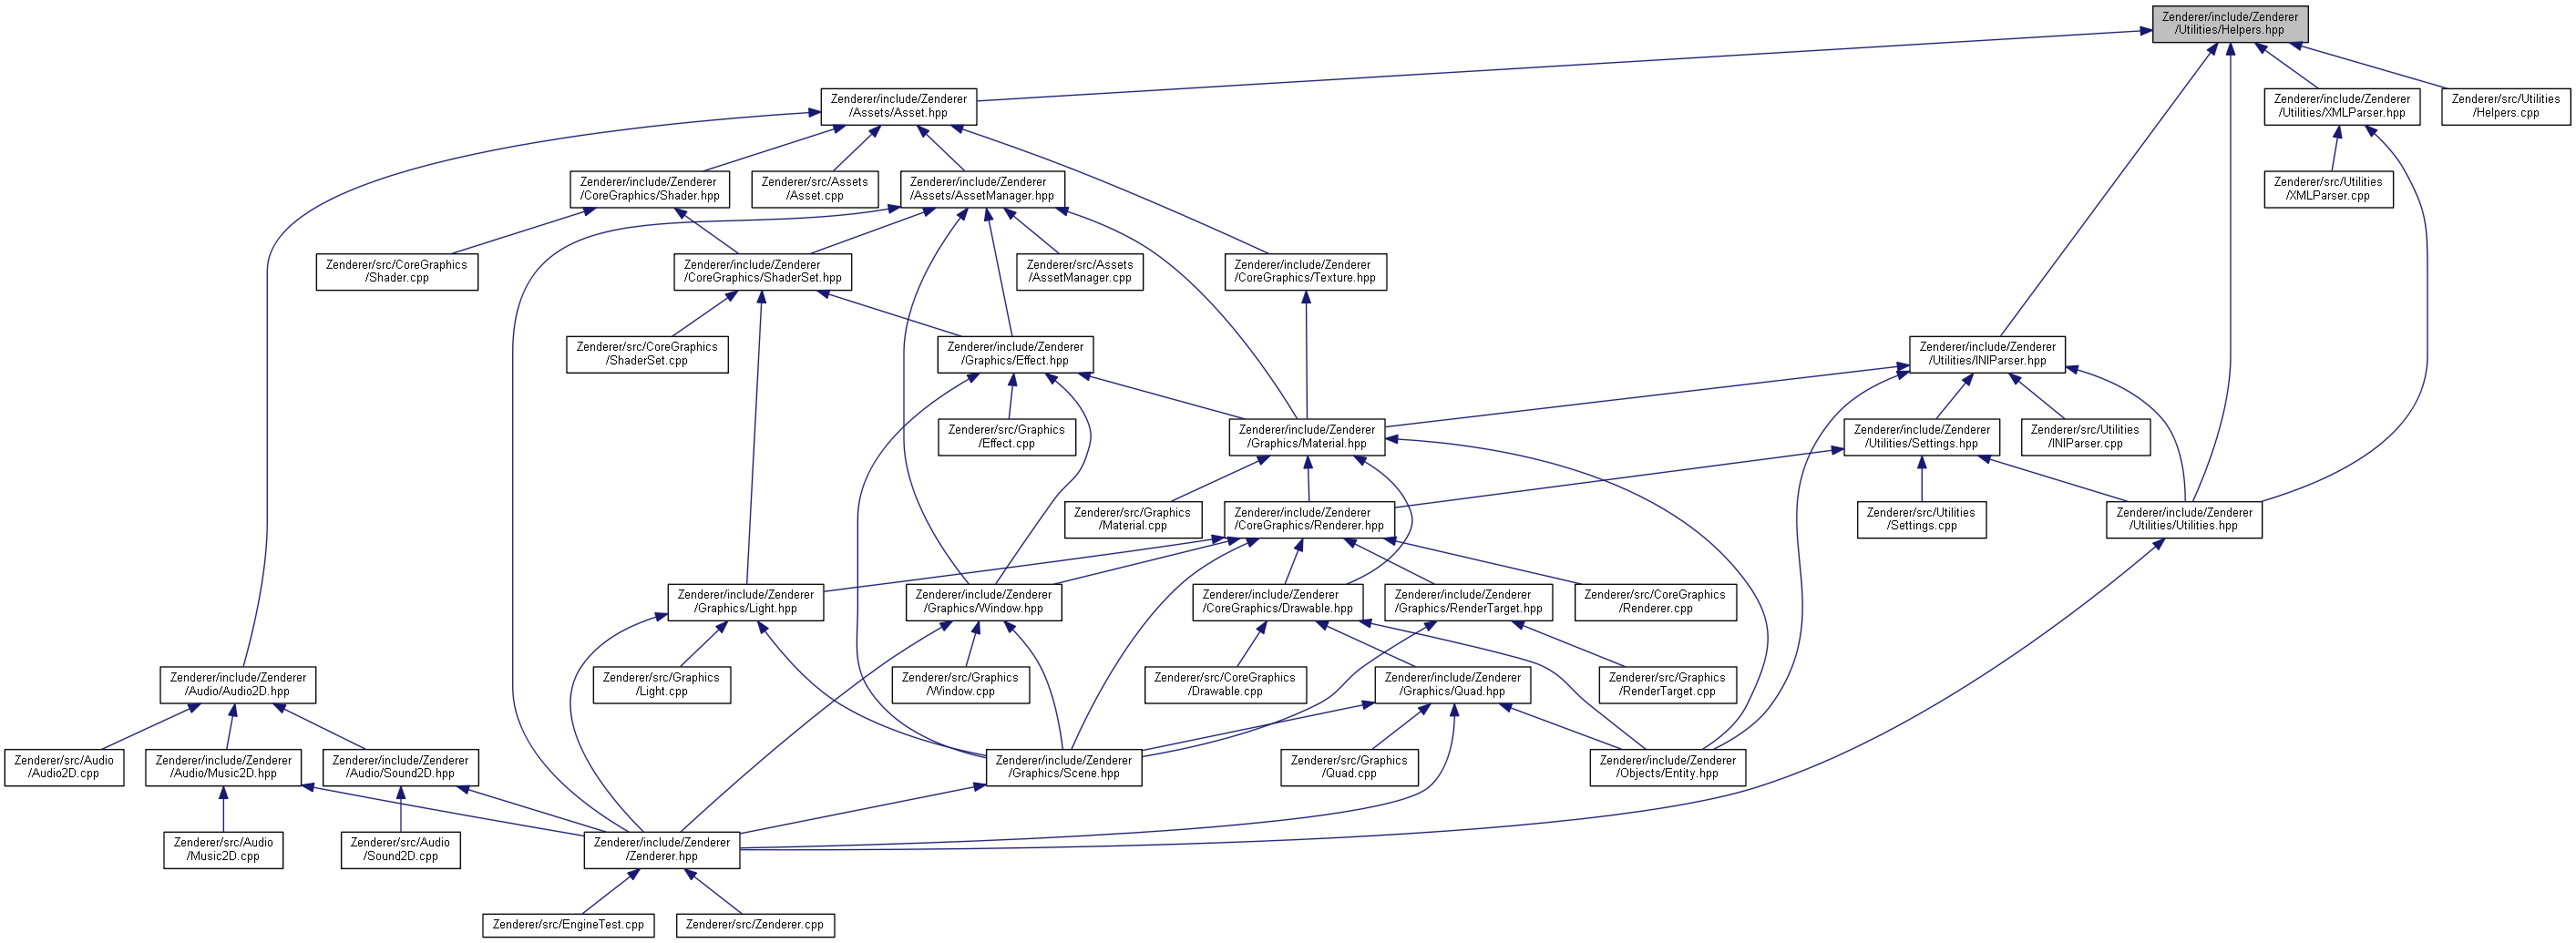 Zenderer/include/Zenderer
/Utilities/Helpers.hpp
Zenderer/include/Zenderer
/Assets/Asset.hpp
Zenderer/include/Zenderer
/Utilities/XMLParser.hpp
Zenderer/src/Utilities
/Helpers.cpp
Zenderer/include/Zenderer
/CoreGraphics/Shader.hpp
Zenderer/src/Assets
/Asset.cpp
Zenderer/include/Zenderer
/Assets/AssetManager.hpp
Zenderer/src/Utilities
/XMLParser.cpp
Zenderer/src/CoreGraphics
/Shader.cpp
Zenderer/include/Zenderer
/CoreGraphics/ShaderSet.hpp
Zenderer/src/Assets
/AssetManager.cpp
Zenderer/include/Zenderer
/CoreGraphics/Texture.hpp
Zenderer/src/CoreGraphics
/ShaderSet.cpp
Zenderer/include/Zenderer
/Graphics/Effect.hpp
Zenderer/include/Zenderer
/Utilities/INIParser.hpp
Zenderer/src/Graphics
/Effect.cpp
Zenderer/include/Zenderer
/Graphics/Material.hpp
Zenderer/include/Zenderer
/Utilities/Settings.hpp
Zenderer/src/Utilities
/INIParser.cpp
Zenderer/src/Graphics
/Material.cpp
Zenderer/include/Zenderer
/CoreGraphics/Renderer.hpp
Zenderer/src/Utilities
/Settings.cpp
Zenderer/include/Zenderer
/Utilities/Utilities.hpp
Zenderer/include/Zenderer
/Graphics/Light.hpp
Zenderer/include/Zenderer
/Graphics/Window.hpp
Zenderer/include/Zenderer
/CoreGraphics/Drawable.hpp
Zenderer/include/Zenderer
/Graphics/RenderTarget.hpp
Zenderer/src/CoreGraphics
/Renderer.cpp
Zenderer/include/Zenderer
/Audio/Audio2D.hpp
Zenderer/src/Graphics
/Light.cpp
Zenderer/src/Graphics
/Window.cpp
Zenderer/src/CoreGraphics
/Drawable.cpp
Zenderer/include/Zenderer
/Graphics/Quad.hpp
Zenderer/src/Graphics
/RenderTarget.cpp
Zenderer/src/Audio
/Audio2D.cpp
Zenderer/include/Zenderer
/Audio/Music2D.hpp
Zenderer/include/Zenderer
/Audio/Sound2D.hpp
Zenderer/include/Zenderer
/Graphics/Scene.hpp
Zenderer/src/Graphics
/Quad.cpp
Zenderer/include/Zenderer
/Objects/Entity.hpp
Zenderer/src/Audio
/Music2D.cpp
Zenderer/src/Audio
/Sound2D.cpp
Zenderer/include/Zenderer
/Zenderer.hpp
Zenderer/src/EngineTest.cpp
Zenderer/src/Zenderer.cpp